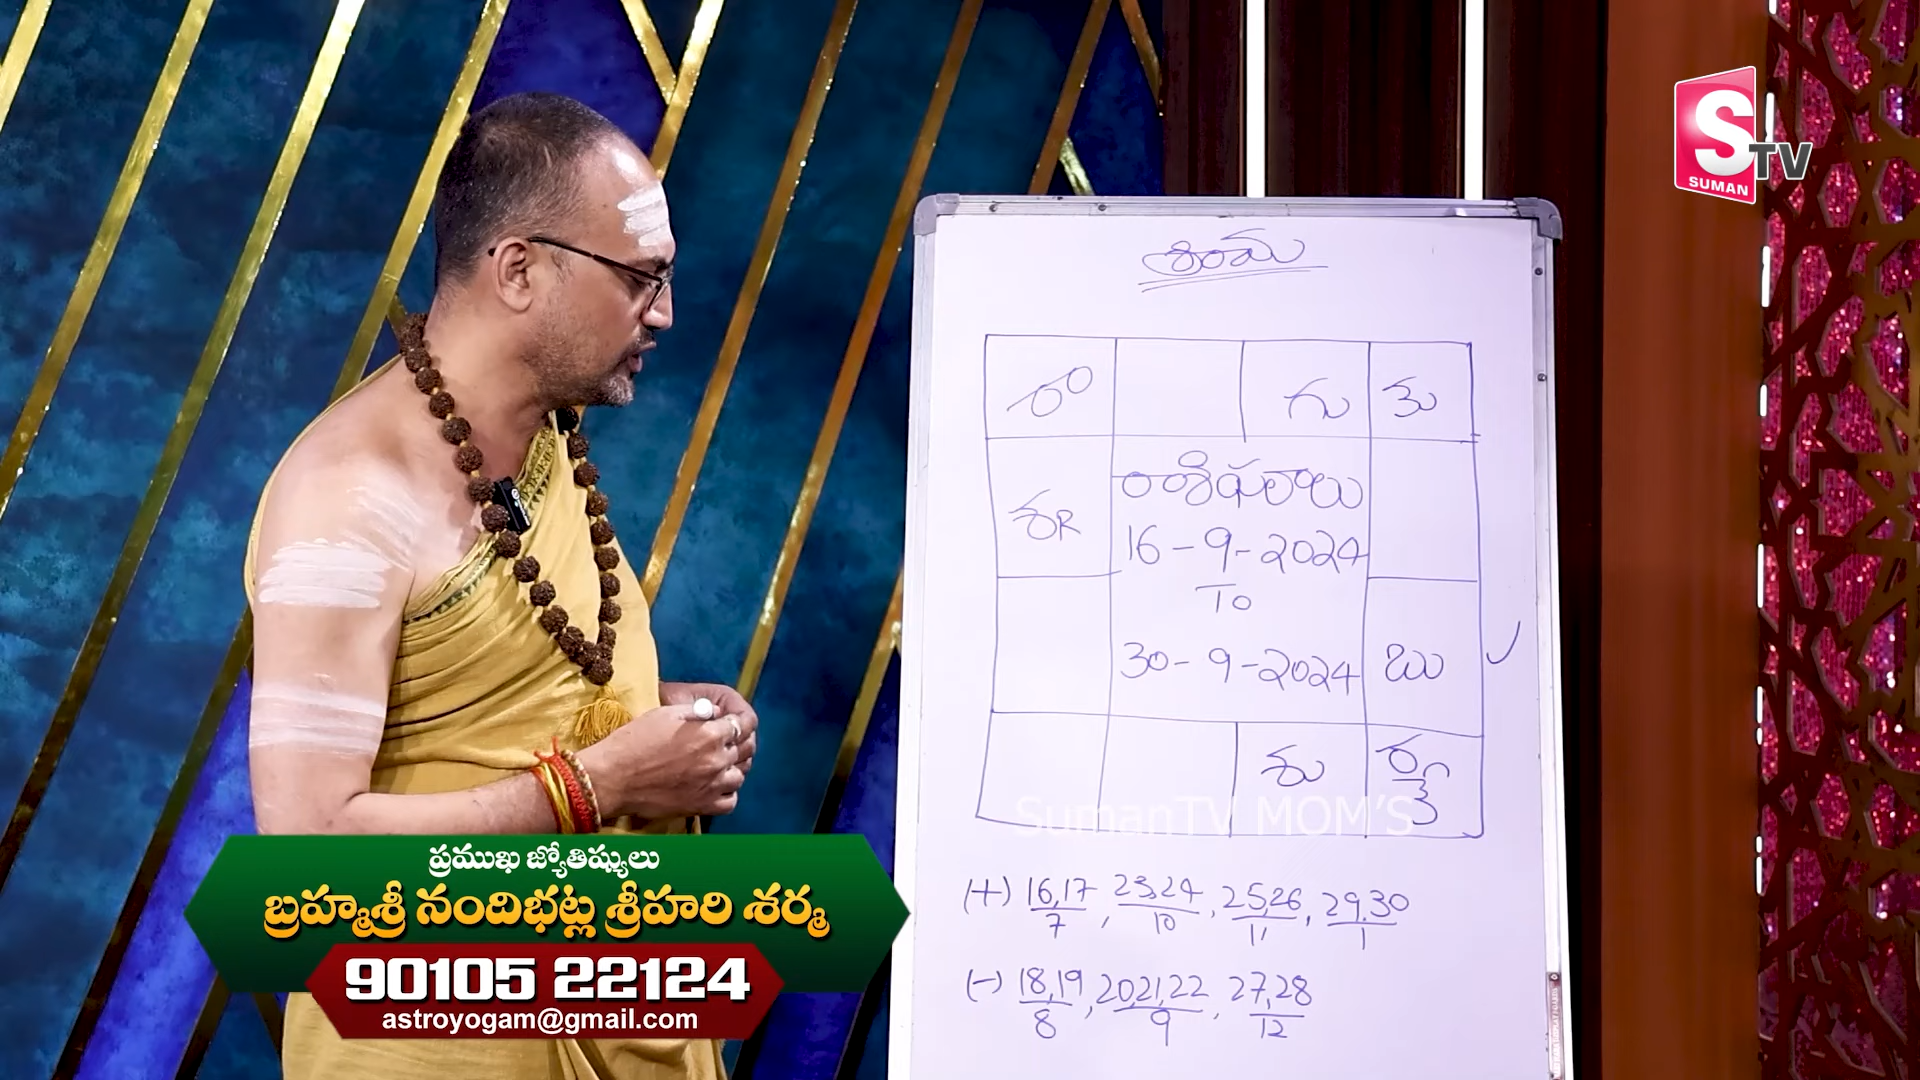 S TV
SUMAN
సింహ
రా
గు
కు
శR
రాశిఫలాలు
16-9-2024
To
30-9-2024
బు
శు
ర
కే
SumanTV MOM'S
(+) 16,17/7, 23,24/10, 25,26/11, 29,30/1
(-) 18,19/8, 20,21,22/9, 27,28/12
ప్రముఖ జ్యోతిష్యులు
బ్రహ్మశ్రీ నందిభట్ల శ్రీహరి శర్మ
90105 22124
astroyogam@gmail.com